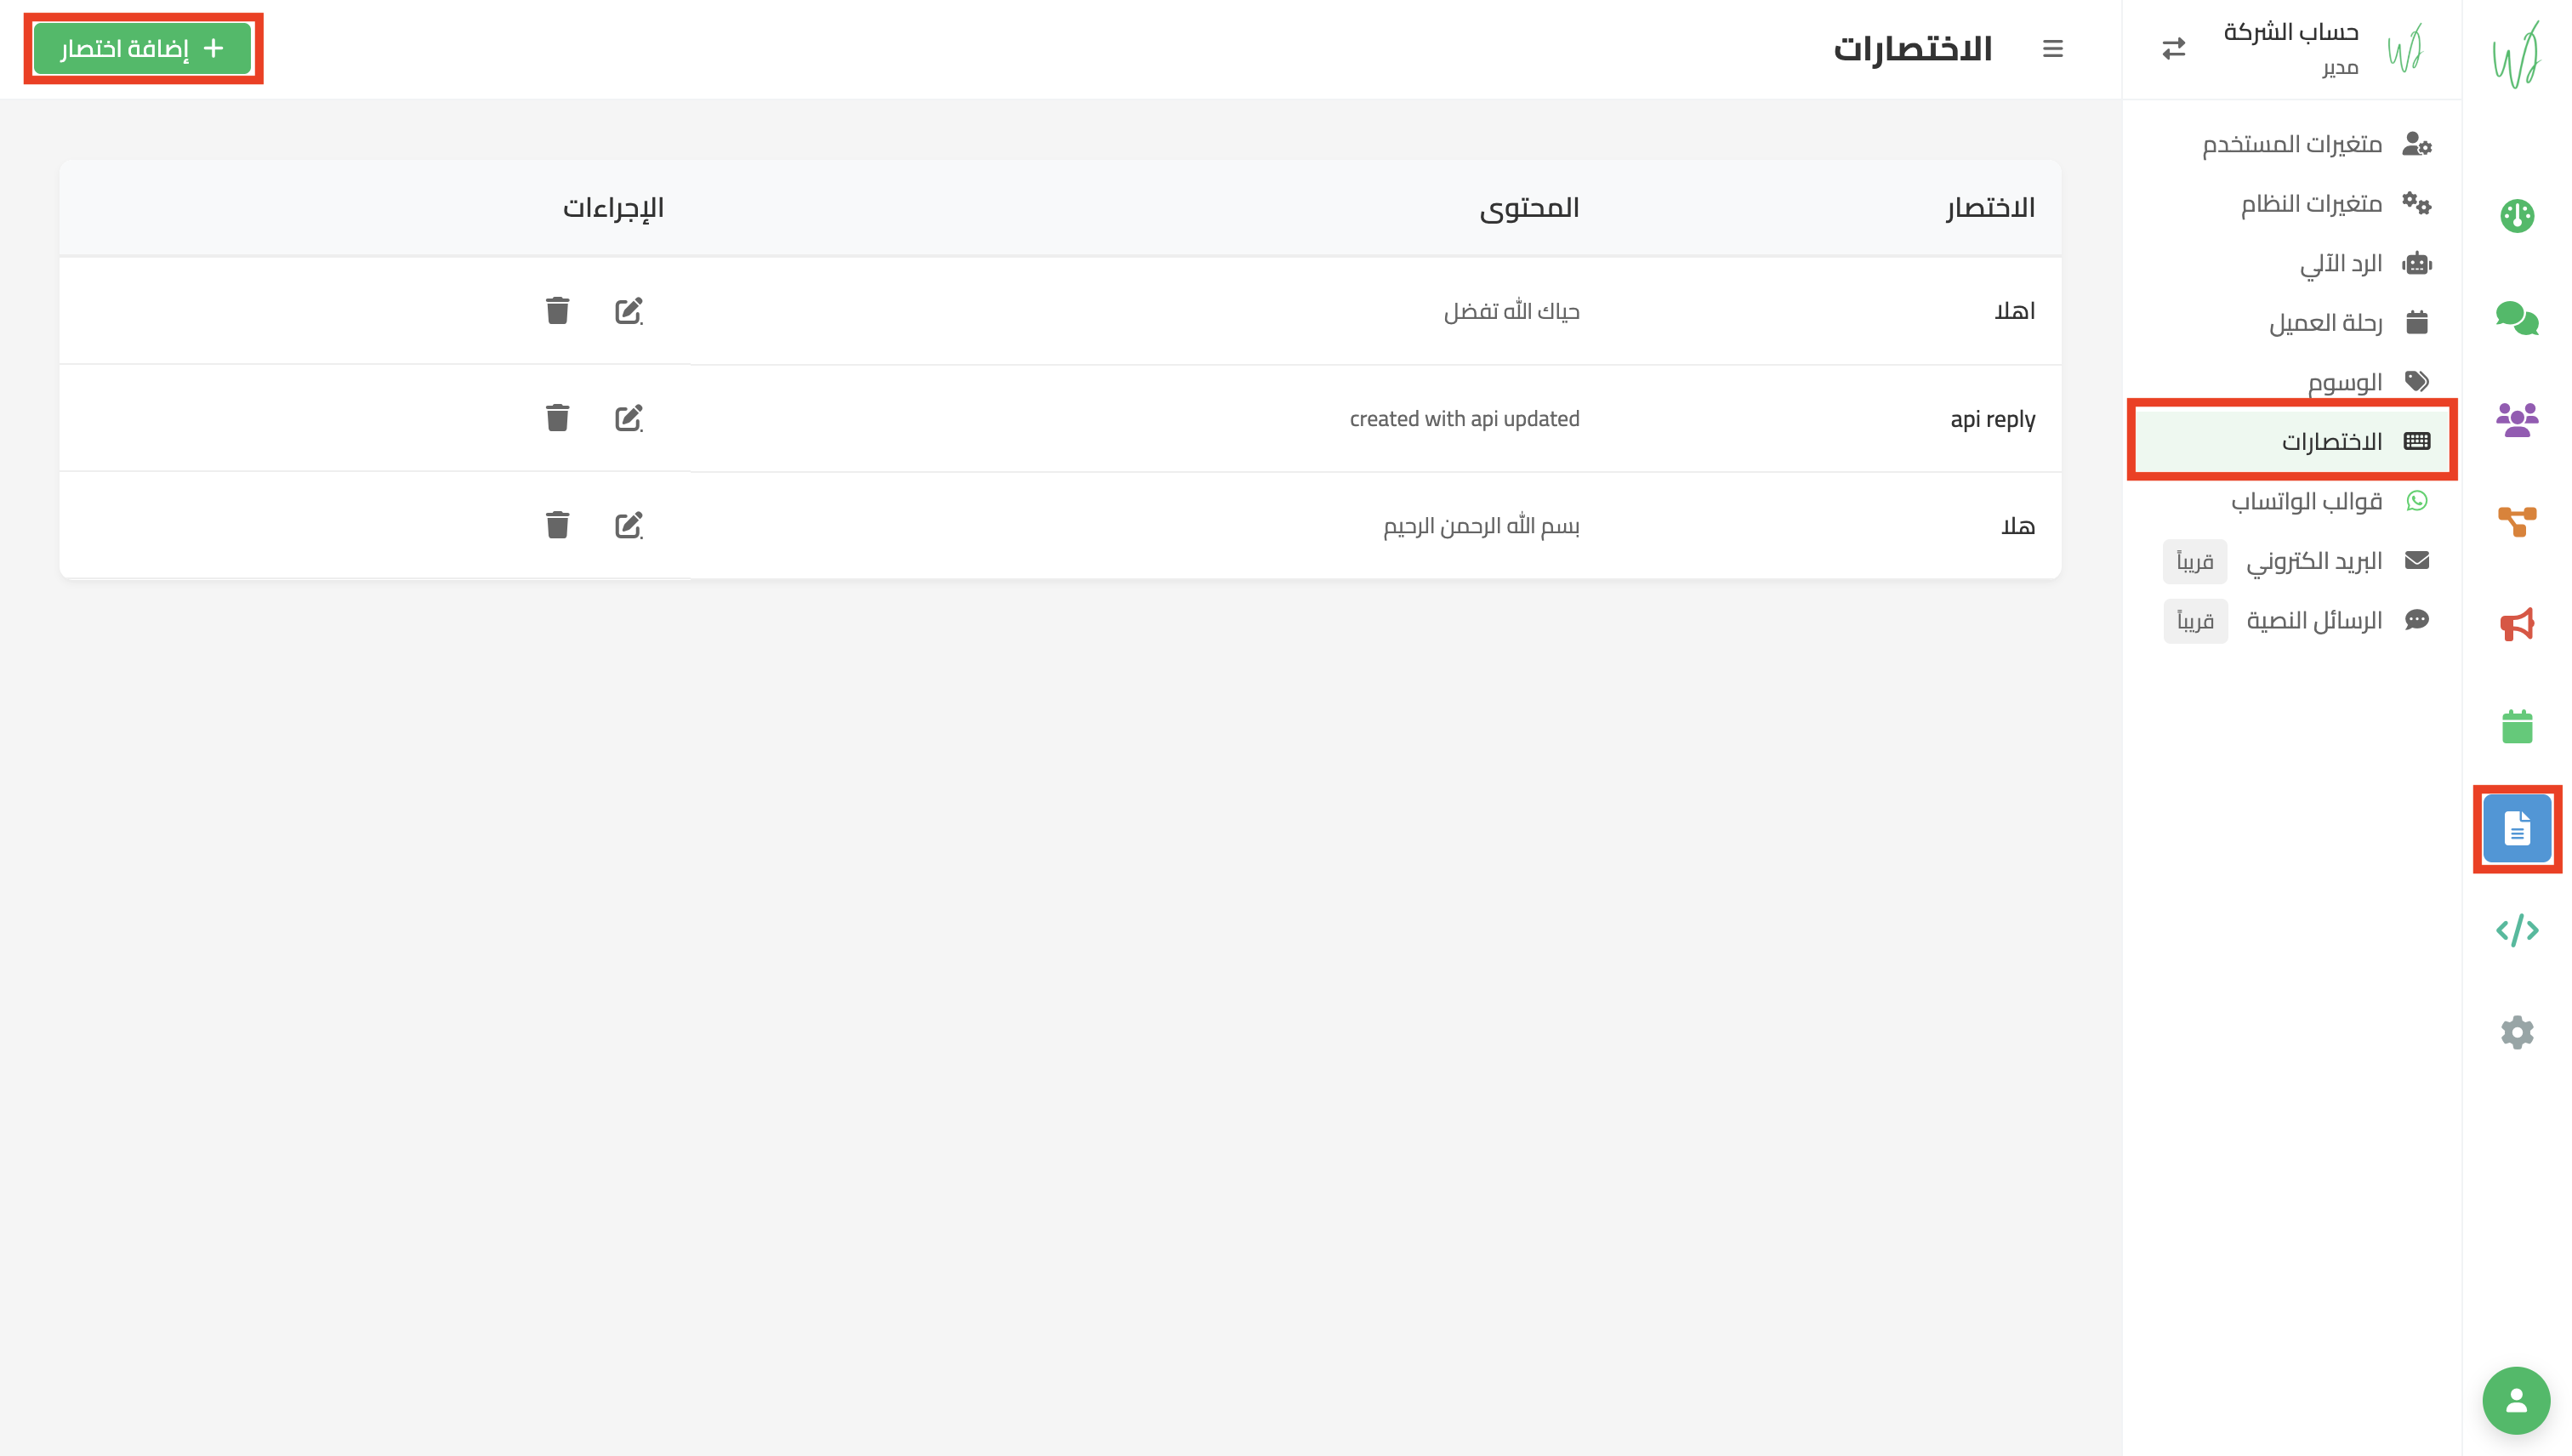 حساب الشركة
مدير
متغيرات المستخدم
متغيرات النظام
الرد الآلي
رحلة العميل
الوسوم
الاختصارات
قوالب الواتساب
البريد الكتروني قريباً
الرسائل النصية قريباً
الاختصارات
إضافة اختصار
الاختصار المحتوى الإجراءات
اهلا حياك الله تفضل
api reply created with api updated
هلا بسم الله الرحمن الرحيم